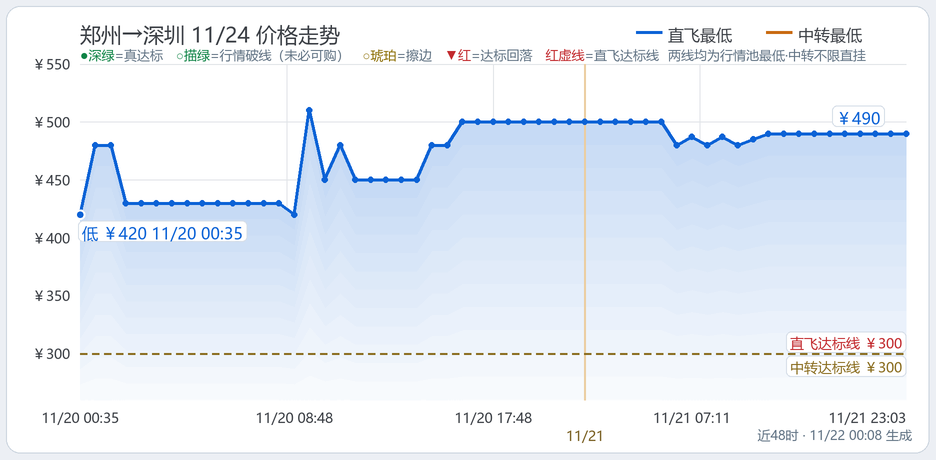 郑州→深圳 11/24 价格走势
直飞最低 中转最低
●深绿=真达标 ○描绿=行情破线（未必可购） ○琥珀=擦边 ▼红=达标回落 红虚线=直飞达标线 两线均为行情池最低·中转不限直挂
¥550
¥500
¥450
¥400
¥350
¥300
¥490
低 ¥420 11/20 00:35
直飞达标线 ¥300
中转达标线 ¥300
11/20 00:35 11/20 08:48 11/20 17:48 11/21 07:11 11/21 23:03
11/21
近48时 · 11/22 00:08 生成